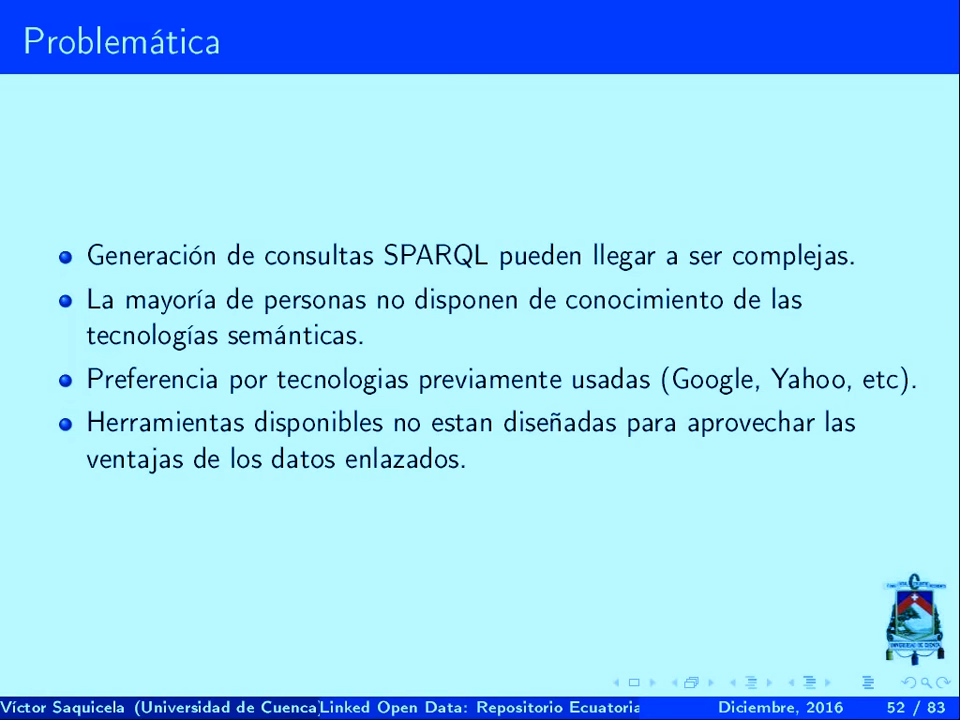 Problemática
Generación de consultas SPARQL pueden llegar a ser complejas.
La mayoría de personas no disponen de conocimiento de las
tecnologías semánticas.
Preferencia por tecnologias previamente usadas (Google, Yahoo, etc).
Herramientas disponibles no estan diseñadas para aprovechar las
ventajas de los datos enlazados.
Víctor Saquicela (Universidad de Cuenca) Linked Open Data: Repositorio Ecuatoria Diciembre, 2016 52 / 83